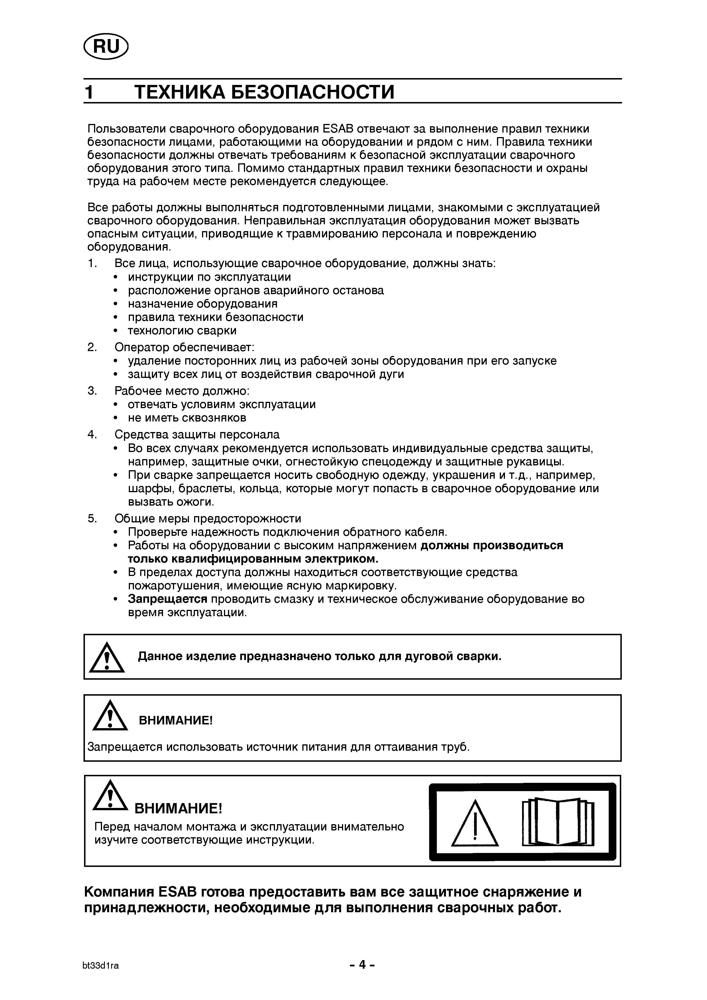 RU
1 ТЕХНИКА БЕЗОПАСНОСТИ
Пользователи сварочного оборудования ESAB отвечают за выполнение правил техники
безопасности лицами, работающими на оборудовании и рядом с ним. Правила техники
безопасности должны отвечать требованиям к безопасной эксплуатации сварочного
оборудования этого типа. Помимо стандартных правил техники безопасности и охраны
труда на рабочем месте рекомендуется следующее.
Все работы должны выполняться подготовленными лицами, знакомыми с эксплуатацией
сварочного оборудования. Неправильная эксплуатация оборудования может вызвать
опасным ситуации, приводящие к травмированию персонала и повреждению
оборудования.
1. Все лица, использующие сварочное оборудование, должны знать:
• инструкции по эксплуатации
• расположение органов аварийного останова
• назначение оборудования
• правила техники безопасности
• технологию сварки
2. Оператор обеспечивает:
• удаление посторонних лиц из рабочей зоны оборудования при его запуске
• защиту всех лиц от воздействия сварочной дуги
3. Рабочее место должно:
• отвечать условиям эксплуатации
• не иметь сквозняков
4. Средства защиты персонала
• Во всех случаях рекомендуется использовать индивидуальные средства защиты,
например, защитные очки, огнестойкую спецодежду и защитные рукавицы.
• При сварке запрещается носить свободную одежду, украшения и т.д., например,
шарфы, браслеты, кольца, которые могут попасть в сварочное оборудование или
вызвать ожоги.
5. Общие меры предосторожности
• Проверьте надежность подключения обратного кабеля.
• Работы на оборудовании с высоким напряжением должны производиться
только квалифицированным электриком.
• В пределах доступа должны находиться соответствующие средства
пожаротушения, имеющие ясную маркировку.
• Запрещается проводить смазку и техническое обслуживание оборудование во
время эксплуатации.
Данное изделие предназначено только для дуговой сварки.
ВНИМАНИЕ!
Запрещается использовать источник питания для оттаивания труб.
ВНИМАНИЕ!
Перед началом монтажа и эксплуатации внимательно
изучите соответствующие инструкции.
Компания ESAB готова предоставить вам все защитное снаряжение и
принадлежности, необходимые для выполнения сварочных работ.
bt33d1ra
- 4 -